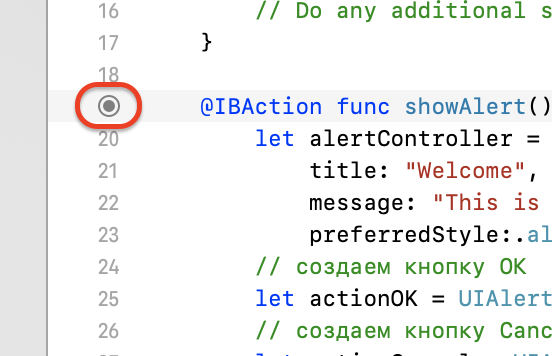 16 // Do any additional s
17 }
18
@IBAction func showAlert()
20 let alertController =
21 title: "Welcome",
22 message: "This is
23 preferredStyle:.al
24 // создаем кнопку OK
25 let actionOK = UIAlert
26 // создаем кнопку Canc